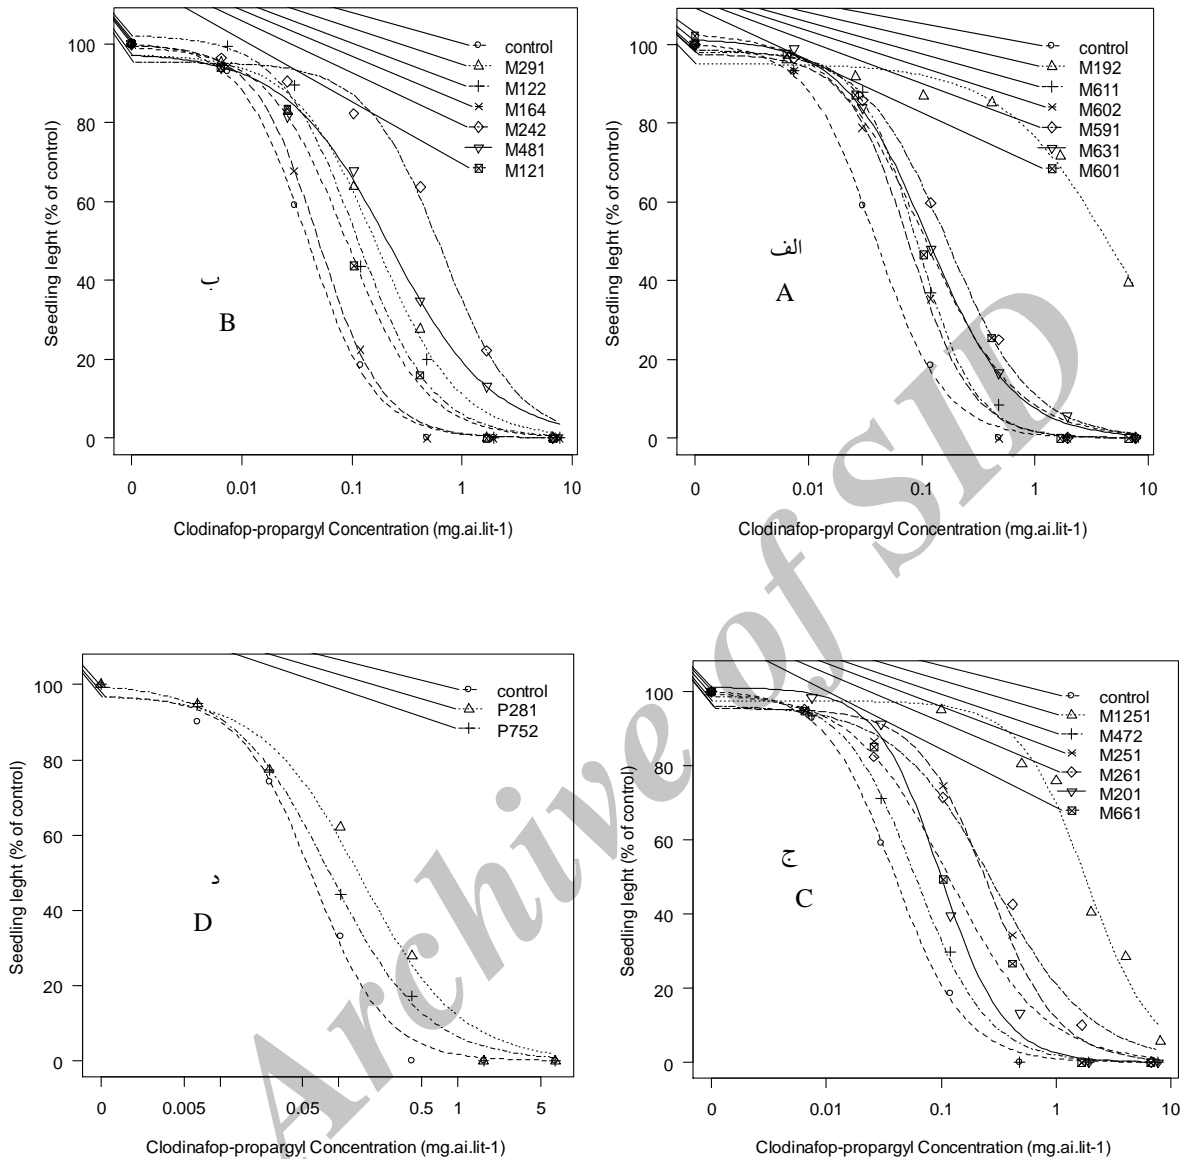 control
M291
M122
M164
M242
M481
M121
100
80
60
40
20
0
Seedling leght (% of control)
ب
B
0
0.01
0.1
1
10
Clodinafop-propargyl Concentration (mg.ai.lit-1)
control
M192
M611
M602
M591
M631
M601
100
80
60
40
20
0
Seedling leght (% of control)
الف
A
0
0.01
0.1
1
10
Clodinafop-propargyl Concentration (mg.ai.lit-1)
control
P281
P752
100
80
60
40
20
0
Seedling leght (% of control)
د
D
0
0.005
0.05
0.5
1
5
Clodinafop-propargyl Concentration (mg.ai.lit-1)
control
M1251
M472
M251
M261
M201
M661
100
80
60
40
20
0
Seedling leght (% of control)
ج
C
0
0.01
0.1
1
10
Clodinafop-propargyl Concentration (mg.ai.lit-1)
Archive of SID